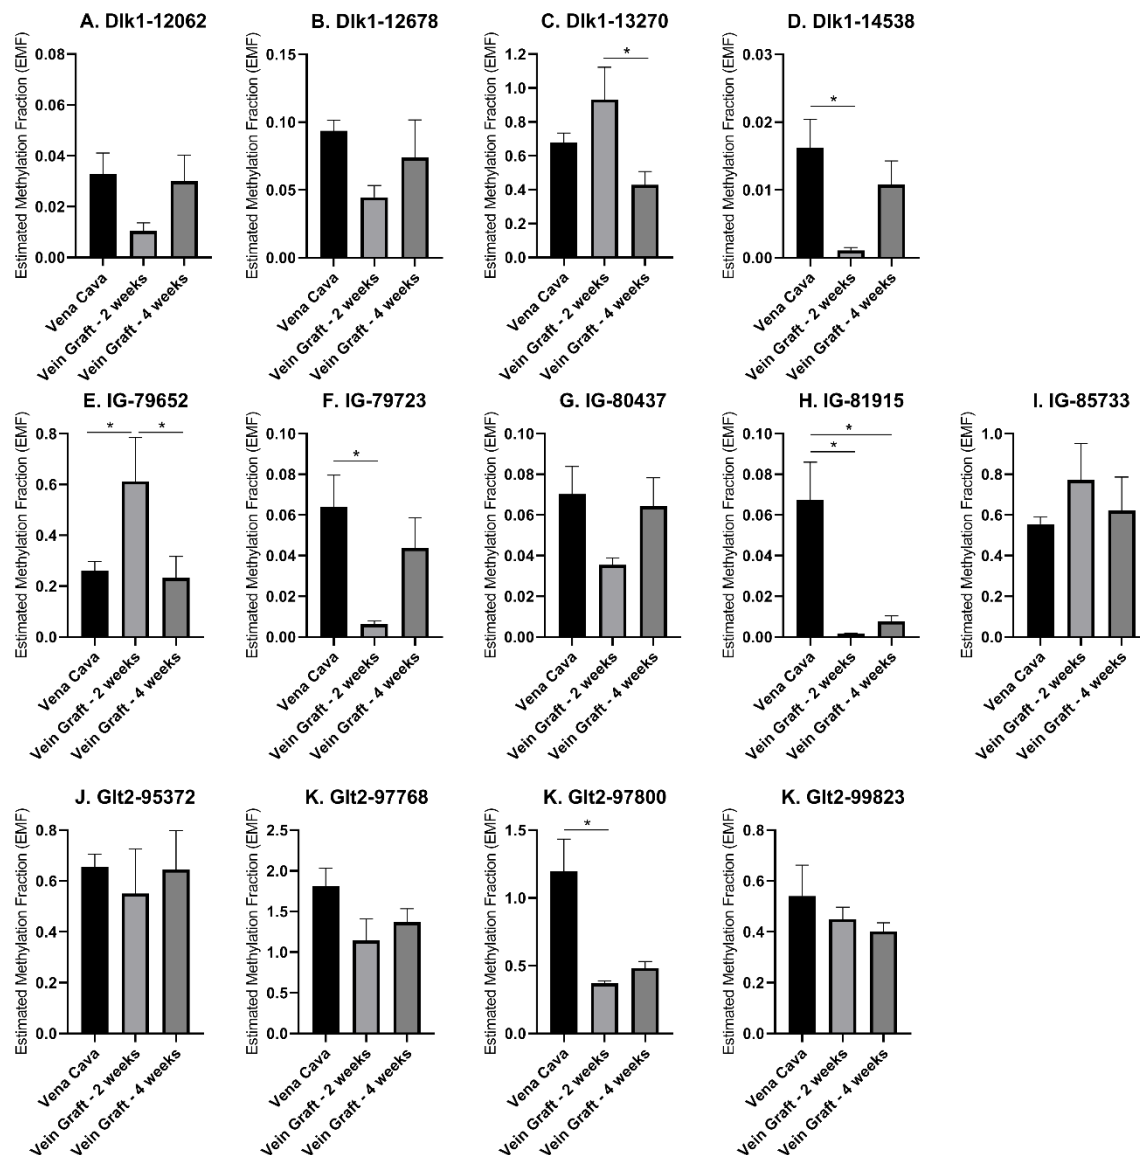 A. Dlk1-12062
Estimated Methylation Fraction (EMF)
0.08
0.06
0.04
0.02
0.00
Vena Cava
Vein Graft - 2 weeks
Vein Graft - 4 weeks
B. Dlk1-12678
Estimated Methylation Fraction (EMF)
0.15
0.10
0.05
0.00
Vena Cava
Vein Graft - 2 weeks
Vein Graft - 4 weeks
C. Dlk1-13270
Estimated Methylation Fraction (EMF)
1.2
1.0
0.8
0.6
0.4
0.2
0.0
*
Vena Cava
Vein Graft - 2 weeks
Vein Graft - 4 weeks
D. Dlk1-14538
Estimated Methylation Fraction (EMF)
0.03
0.02
0.01
0.00
*
Vena Cava
Vein Graft - 2 weeks
Vein Graft - 4 weeks
E. IG-79652
Estimated Methylation Fraction (EMF)
0.8
0.6
0.4
0.2
0.0
* *
Vena Cava
Vein Graft - 2 weeks
Vein Graft - 4 weeks
F. IG-79723
Estimated Methylation Fraction (EMF)
0.10
0.08
0.06
0.04
0.02
0.00
*
Vena Cava
Vein Graft - 2 weeks
Vein Graft - 4 weeks
G. IG-80437
Estimated Methylation Fraction (EMF)
0.10
0.08
0.06
0.04
0.02
0.00
Vena Cava
Vein Graft - 2 weeks
Vein Graft - 4 weeks
H. IG-81915
Estimated Methylation Fraction (EMF)
0.10
0.08
0.06
0.04
0.02
0.00
*
*
Vena Cava
Vein Graft - 2 weeks
Vein Graft - 4 weeks
I. IG-85733
Estimated Methylation Fraction (EMF)
1.0
0.8
0.6
0.4
0.2
0.0
Vena Cava
Vein Graft - 2 weeks
Vein Graft - 4 weeks
J. Glt2-95372
Estimated Methylation Fraction (EMF)
0.8
0.6
0.4
0.2
0.0
Vena Cava
Vein Graft - 2 weeks
Vein Graft - 4 weeks
K. Glt2-97768
Estimated Methylation Fraction (EMF)
2.5
2.0
1.5
1.0
0.5
0.0
Vena Cava
Vein Graft - 2 weeks
Vein Graft - 4 weeks
K. Glt2-97800
Estimated Methylation Fraction (EMF)
1.5
1.0
0.5
0.0
*
Vena Cava
Vein Graft - 2 weeks
Vein Graft - 4 weeks
K. Glt2-99823
Estimated Methylation Fraction (EMF)
0.8
0.6
0.4
0.2
0.0
Vena Cava
Vein Graft - 2 weeks
Vein Graft - 4 weeks